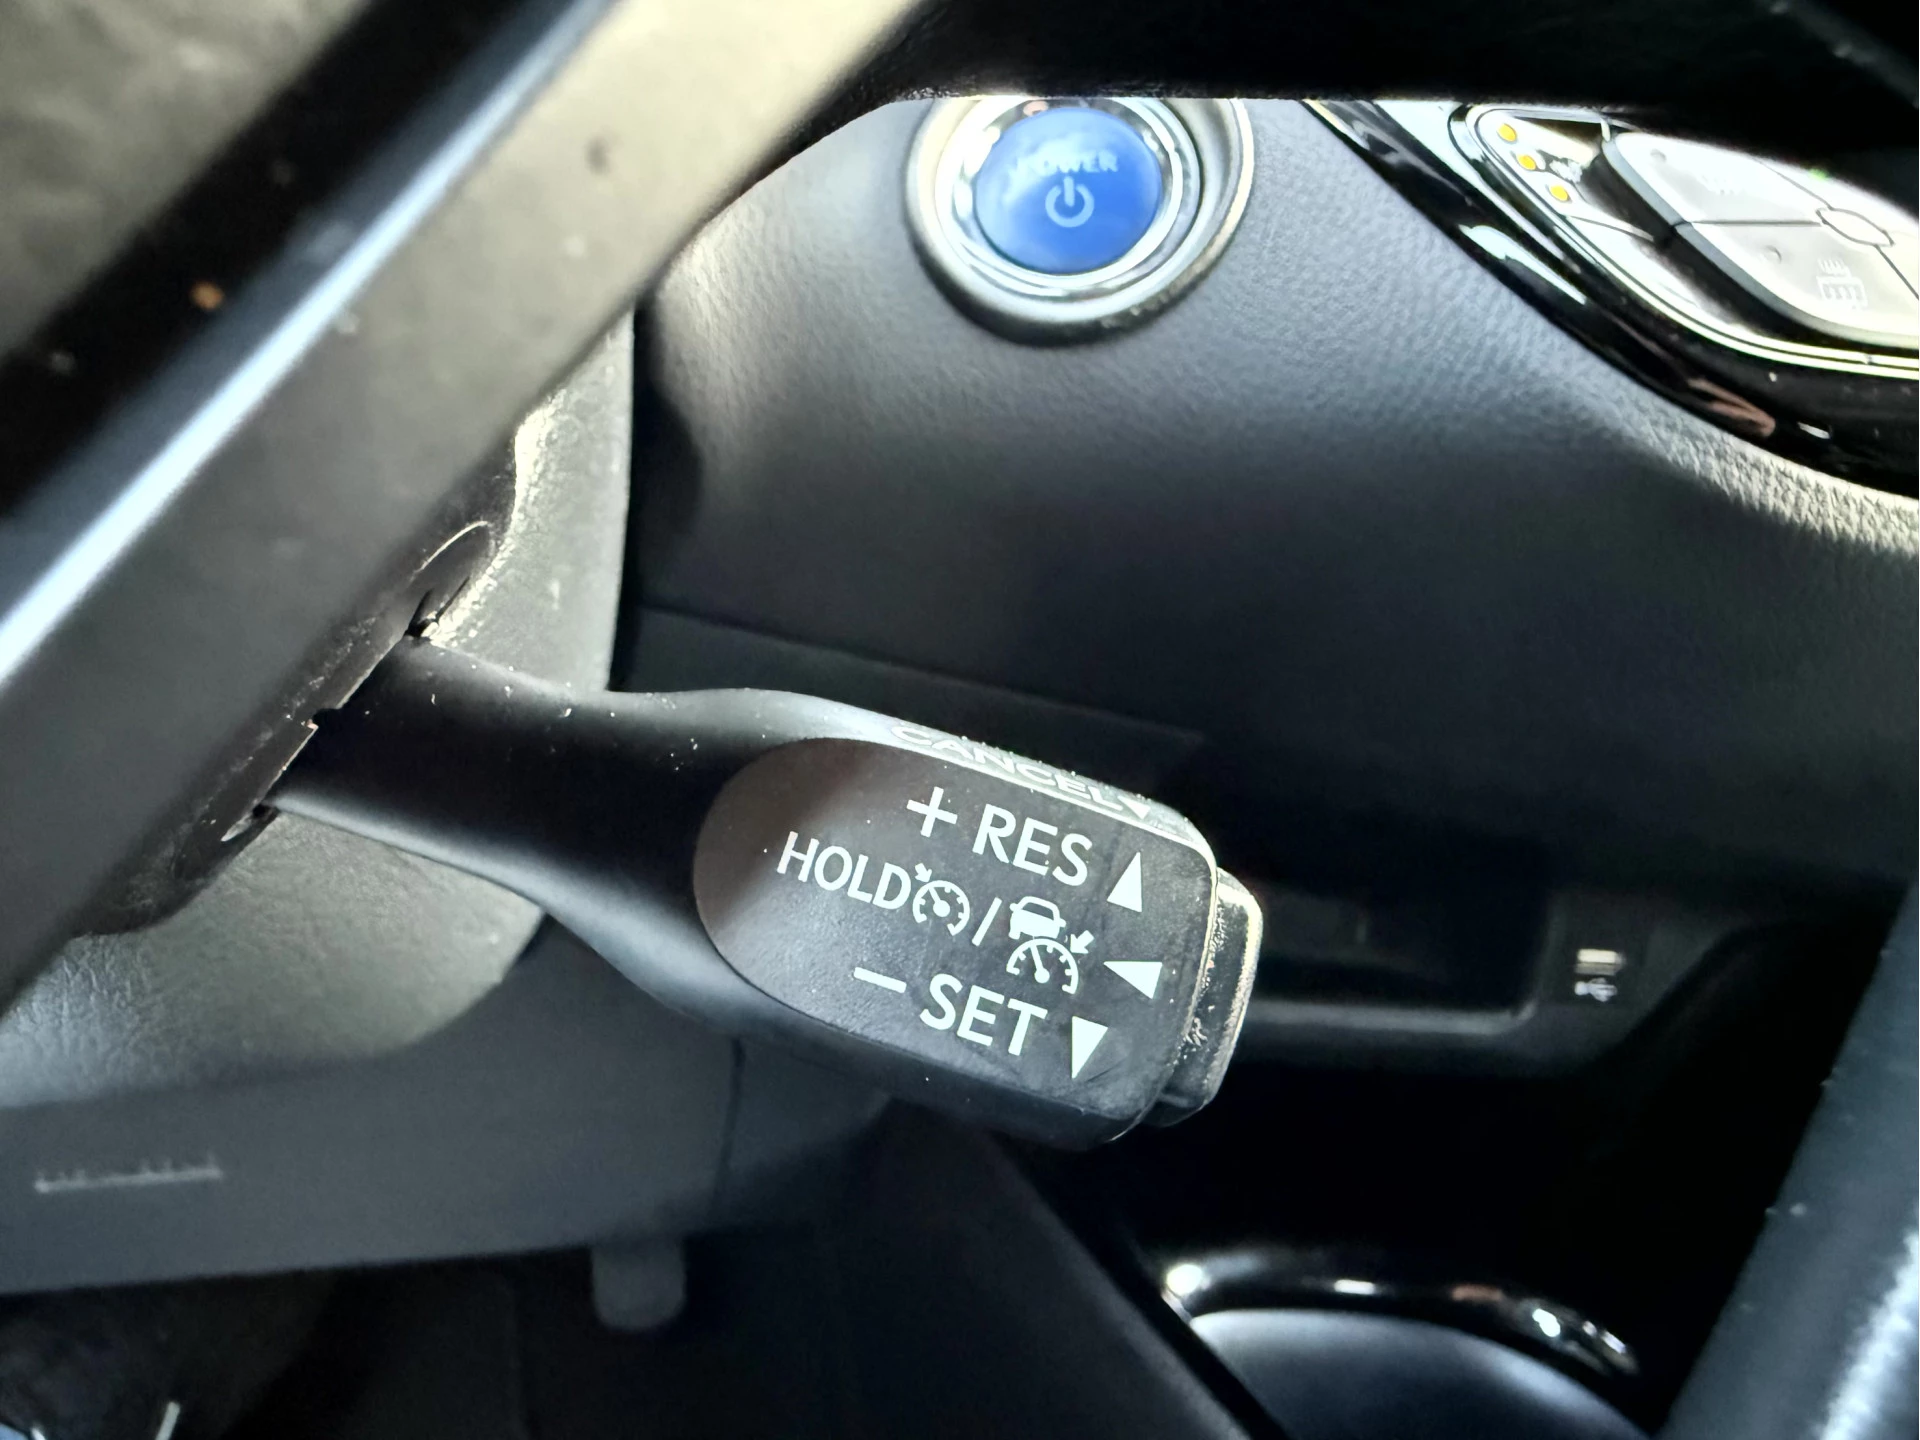 POWER
CANCEL
+ RES
HOLD /
− SET